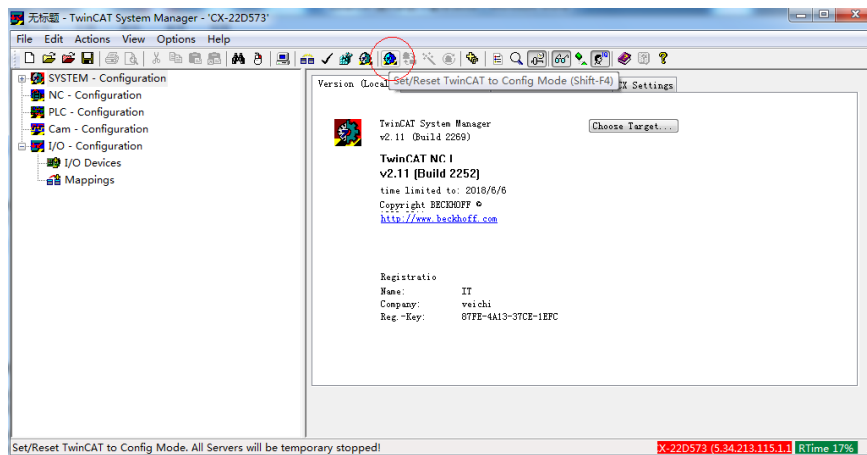 无标题 - TwinCAT System Manager - 'CX-22D573'
File Edit Actions View Options Help
SYSTEM - Configuration
NC - Configuration
PLC - Configuration
Cam - Configuration
I/O - Configuration
I/O Devices
Mappings
Version (Local
Set/Reset TwinCAT to Config Mode (Shift-F4)
CX Settings
TwinCAT System Manager
v2.11 (Build 2269)
Choose Target...
TwinCAT NC I
v2.11 (Build 2252)
time limited to: 2018/6/6
Copyright BECKHOFF ©
http://www.beckhoff.com
Registratio
Name: IT
Company: veichi
Reg.-Key: 87FE-4A13-37CE-1EFC
Set/Reset TwinCAT to Config Mode. All Servers will be temporary stopped!
CX-22D573 (5.34.213.115.1.1 RTime 17%